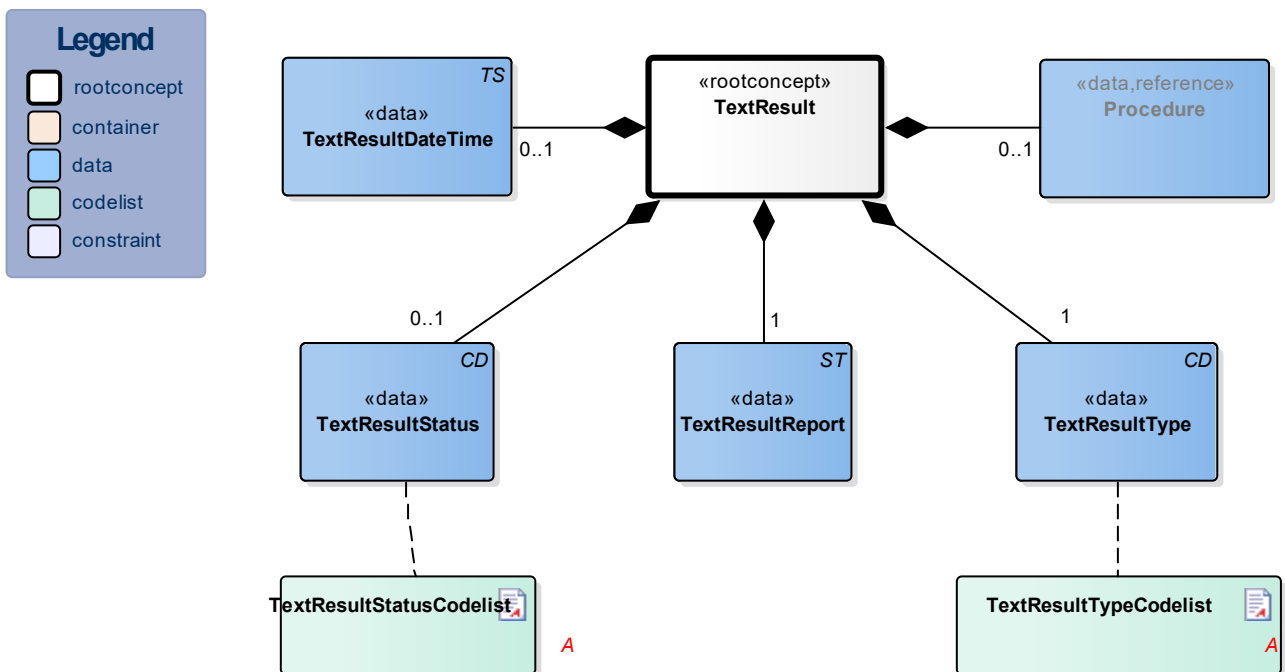 Legend
rootconcept
container
data
codelist
constraint
TS
«data»
TextResultDateTime
0..1
«rootconcept»
TextResult
«data,reference»
Procedure
0..1
0..1
1
1
CD
«data»
TextResultStatus
ST
«data»
TextResultReport
CD
«data»
TextResultType
TextResultStatusCodelist
A
TextResultTypeCodelist
A